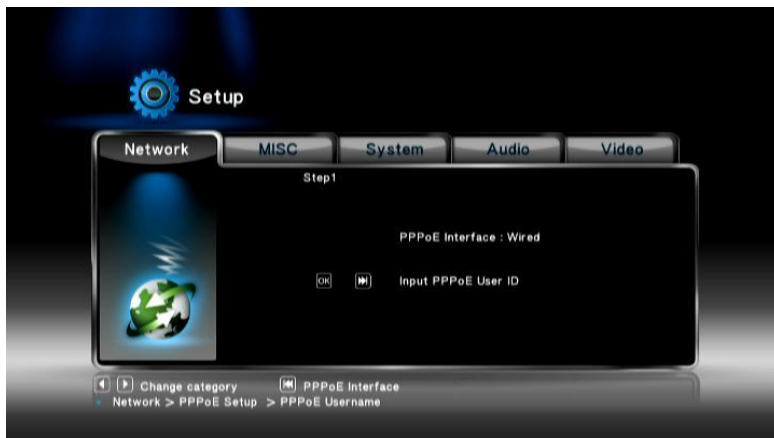 Setup
Network MISC System Audio Video
Step1
PPPoE Interface : Wired
OK Input PPPoE User ID
Change category PPPoE Interface
Network > PPPoE Setup > PPPoE Username